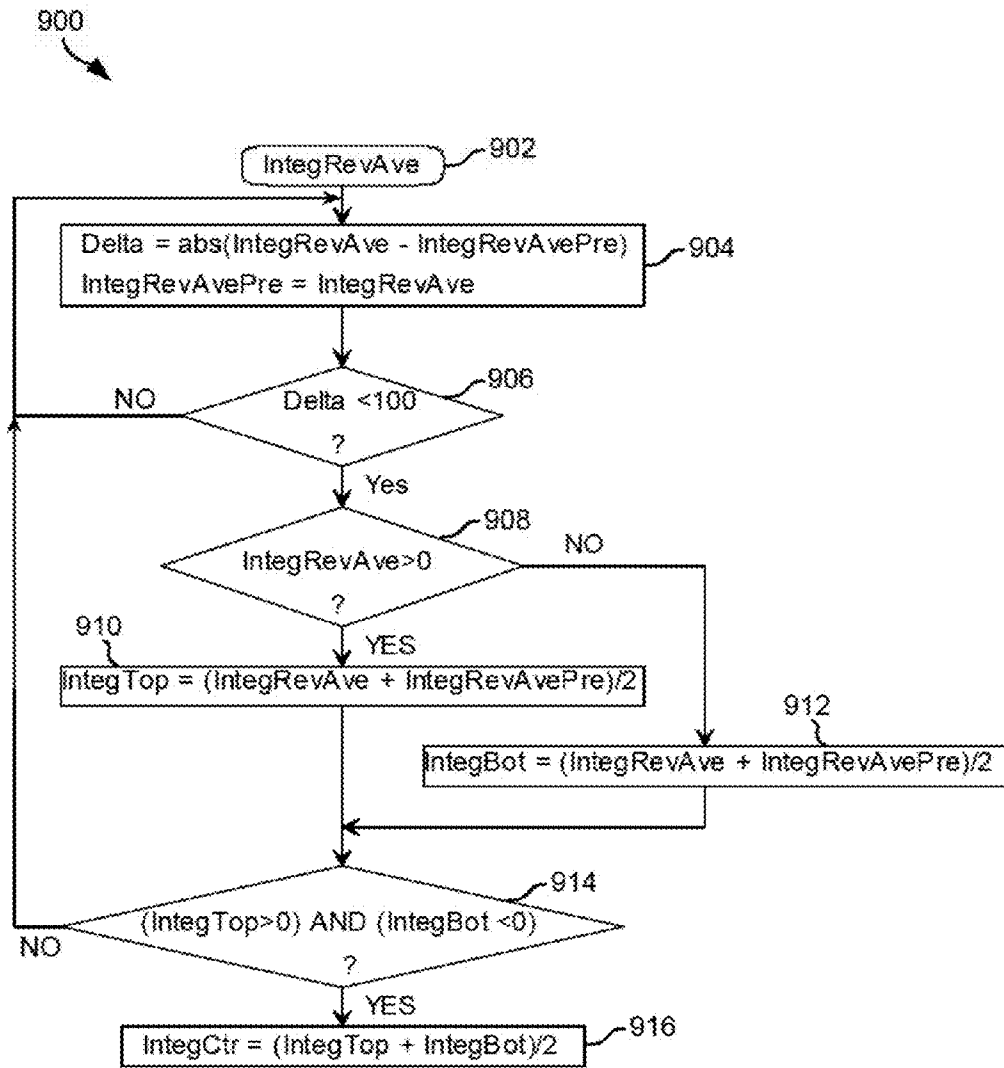 900
IntegRevAve
902
Delta = abs(IntegRevAve - IntegRevAvePre)
IntegRevAvePre = IntegRevAve
904
906
NO
Delta <100
?
Yes
908
IntegRevAve>0
NO
?
910
YES
IntegTop = (IntegRevAve + IntegRevAvePre)/2
912
IntegBot = (IntegRevAve + IntegRevAvePre)/2
914
(IntegTop>0) AND (IntegBot <0)
NO
?
YES
IntegCtr = (IntegTop + IntegBot)/2
916